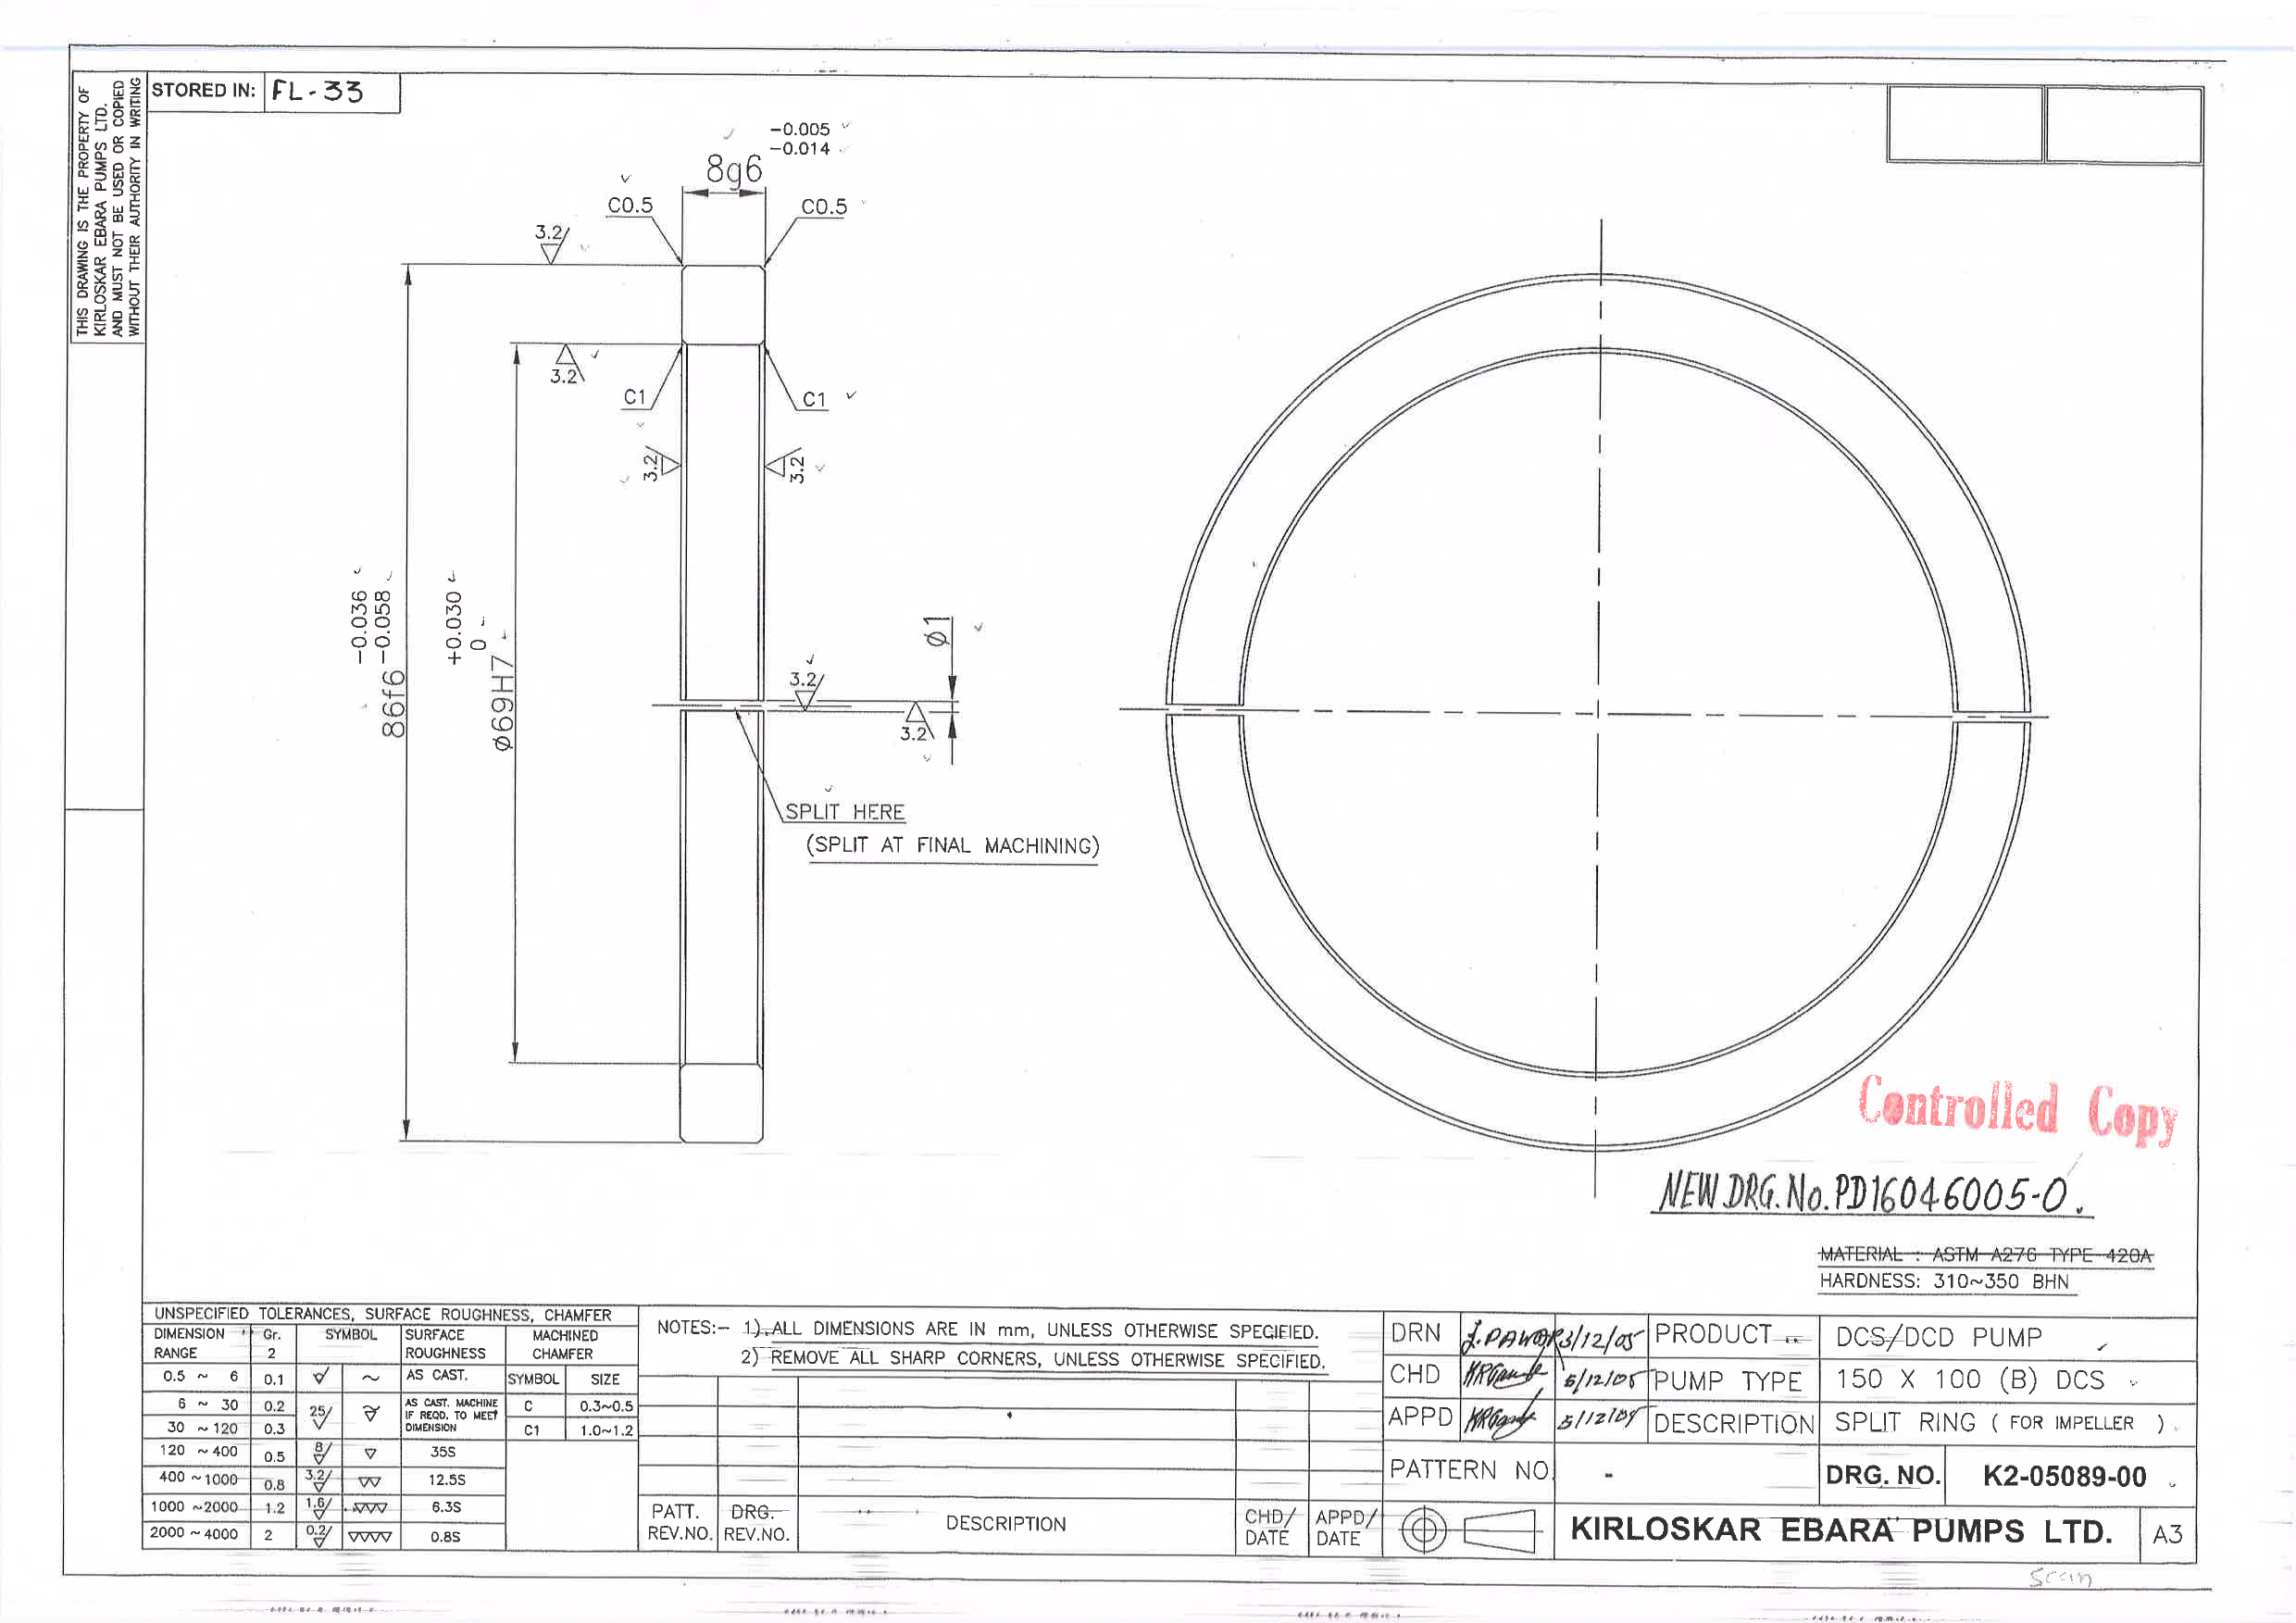 THIS DRAWING IS THE PROPERTY OF
KIRLOSKAR EBARA PUMPS LTD.
AND MUST NOT BE USED OR COPIED
WITHOUT THEIR AUTHORITY IN WRITING
STORED IN: FL-33
-0.005
-0.014
8g6
C0.5
C0.5
3.2
3.2
C1
C1
3.2
3.2
-0.036
-0.058
86f6
+0.030
0
ø69H7
ø1
3.2
3.2
SPLIT HERE
(SPLIT AT FINAL MACHINING)
Controlled Copy
NEW DRG. No. PD16046005-0.
MATERIAL : ASTM A276 TYPE 420A
HARDNESS: 310~350 BHN
UNSPECIFIED TOLERANCES, SURFACE ROUGHNESS, CHAMFER
DIMENSION RANGE Gr. 2 SYMBOL SURFACE ROUGHNESS MACHINED CHAMFER
0.5 ~ 6 0.1 ~ AS CAST. SYMBOL SIZE
6 ~ 30 0.2 25 AS CAST. MACHINE IF REQD. TO MEET DIMENSION C 0.3~0.5
30 ~ 120 0.3 C1 1.0~1.2
120 ~ 400 0.5 8 35S
400 ~ 1000 0.8 3.2 12.5S
1000 ~ 2000 1.2 1.6 6.3S
2000 ~ 4000 2 0.2 0.8S
NOTES:- 1) ALL DIMENSIONS ARE IN mm, UNLESS OTHERWISE SPECIFIED.
2) REMOVE ALL SHARP CORNERS, UNLESS OTHERWISE SPECIFIED.
PATT. REV.NO. DRG. REV.NO. DESCRIPTION CHD/ DATE APPD/ DATE
DRN J.PAWAR 3/12/05 PRODUCT DCS/DCD PUMP
CHD 5/12/05 PUMP TYPE 150 X 100 (B) DCS
APPD 5/12/05 DESCRIPTION SPLIT RING ( FOR IMPELLER )
PATTERN NO - DRG. NO. K2-05089-00
KIRLOSKAR EBARA PUMPS LTD. A3
Scan